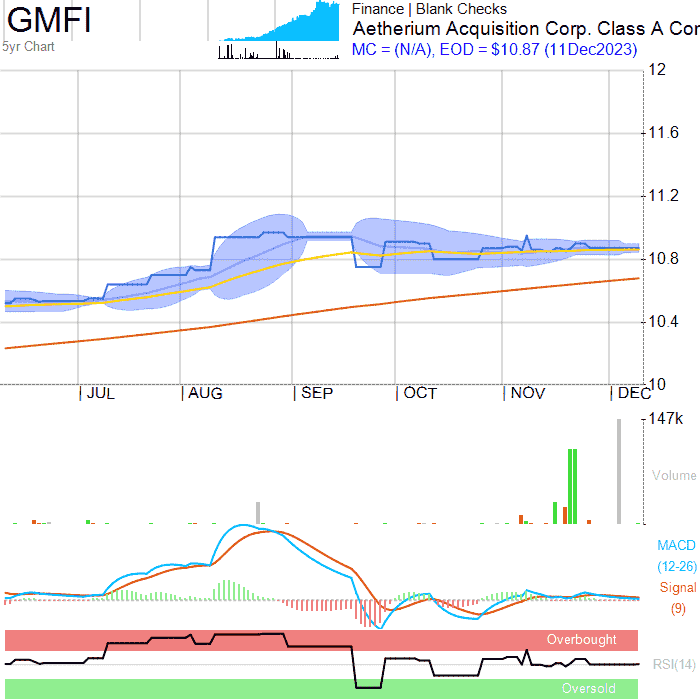 GMFI
5yr Chart
Finance | Blank Checks
Aetherium Acquisition Corp. Class A Cor
MC = (N/A), EOD = $10.87 (11Dec2023)
12
11.6
11.2
10.8
10.4
10
JUL AUG SEP OCT NOV DEC
147k
Volume
MACD
(12-26)
Signal
(9)
Overbought
RSI(14)
Oversold